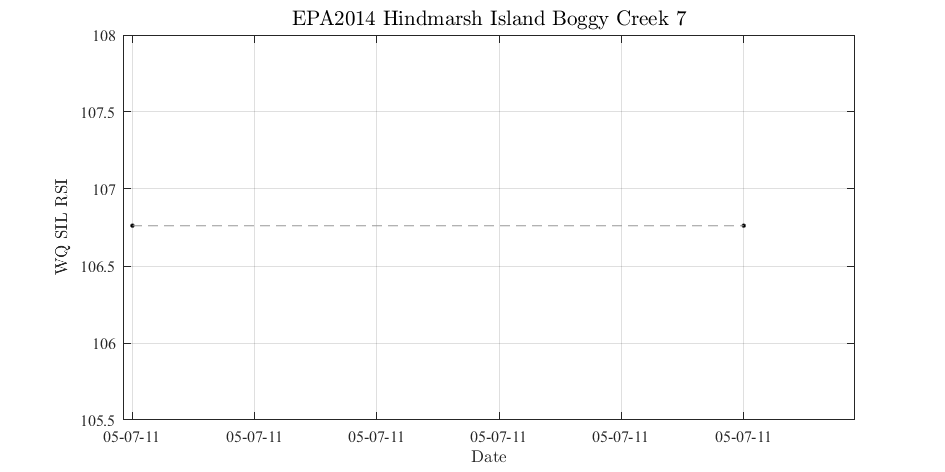 EPA2014 Hindmarsh Island Boggy Creek 7
108
107.5
107
106.5
106
105.5
WQ SIL RSI
05-07-11 05-07-11 05-07-11 05-07-11 05-07-11 05-07-11
Date